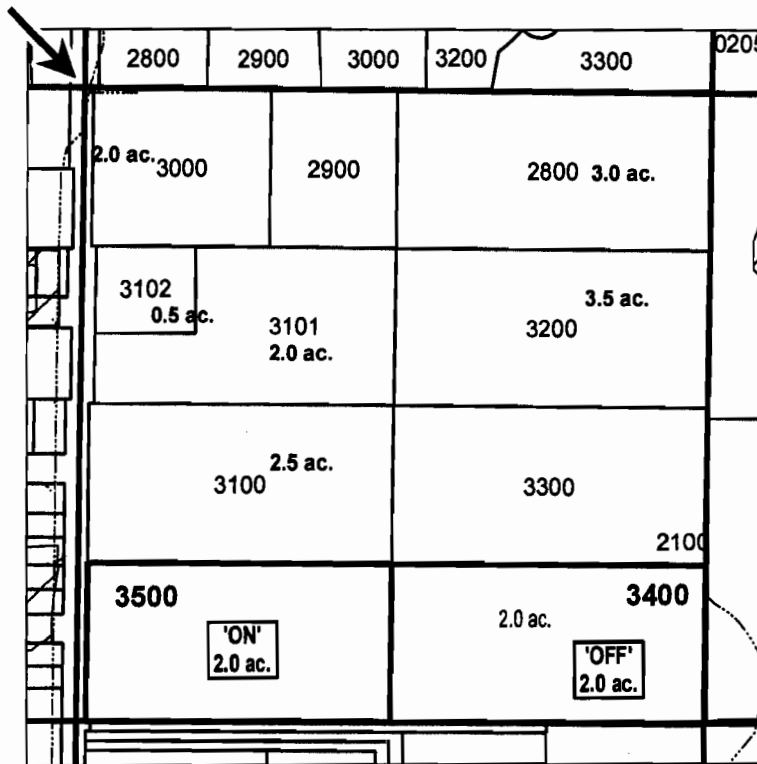 2800 2900 3000 3200 3300 0205
2.0 ac. 3000 2900 2800 3.0 ac.
3102 3.5 ac.
0.5 ac. 3101 3200
2.0 ac.
2.5 ac.
3100 3300
2100
3500 3400
2.0 ac.
'ON' 'OFF'
2.0 ac. 2.0 ac.